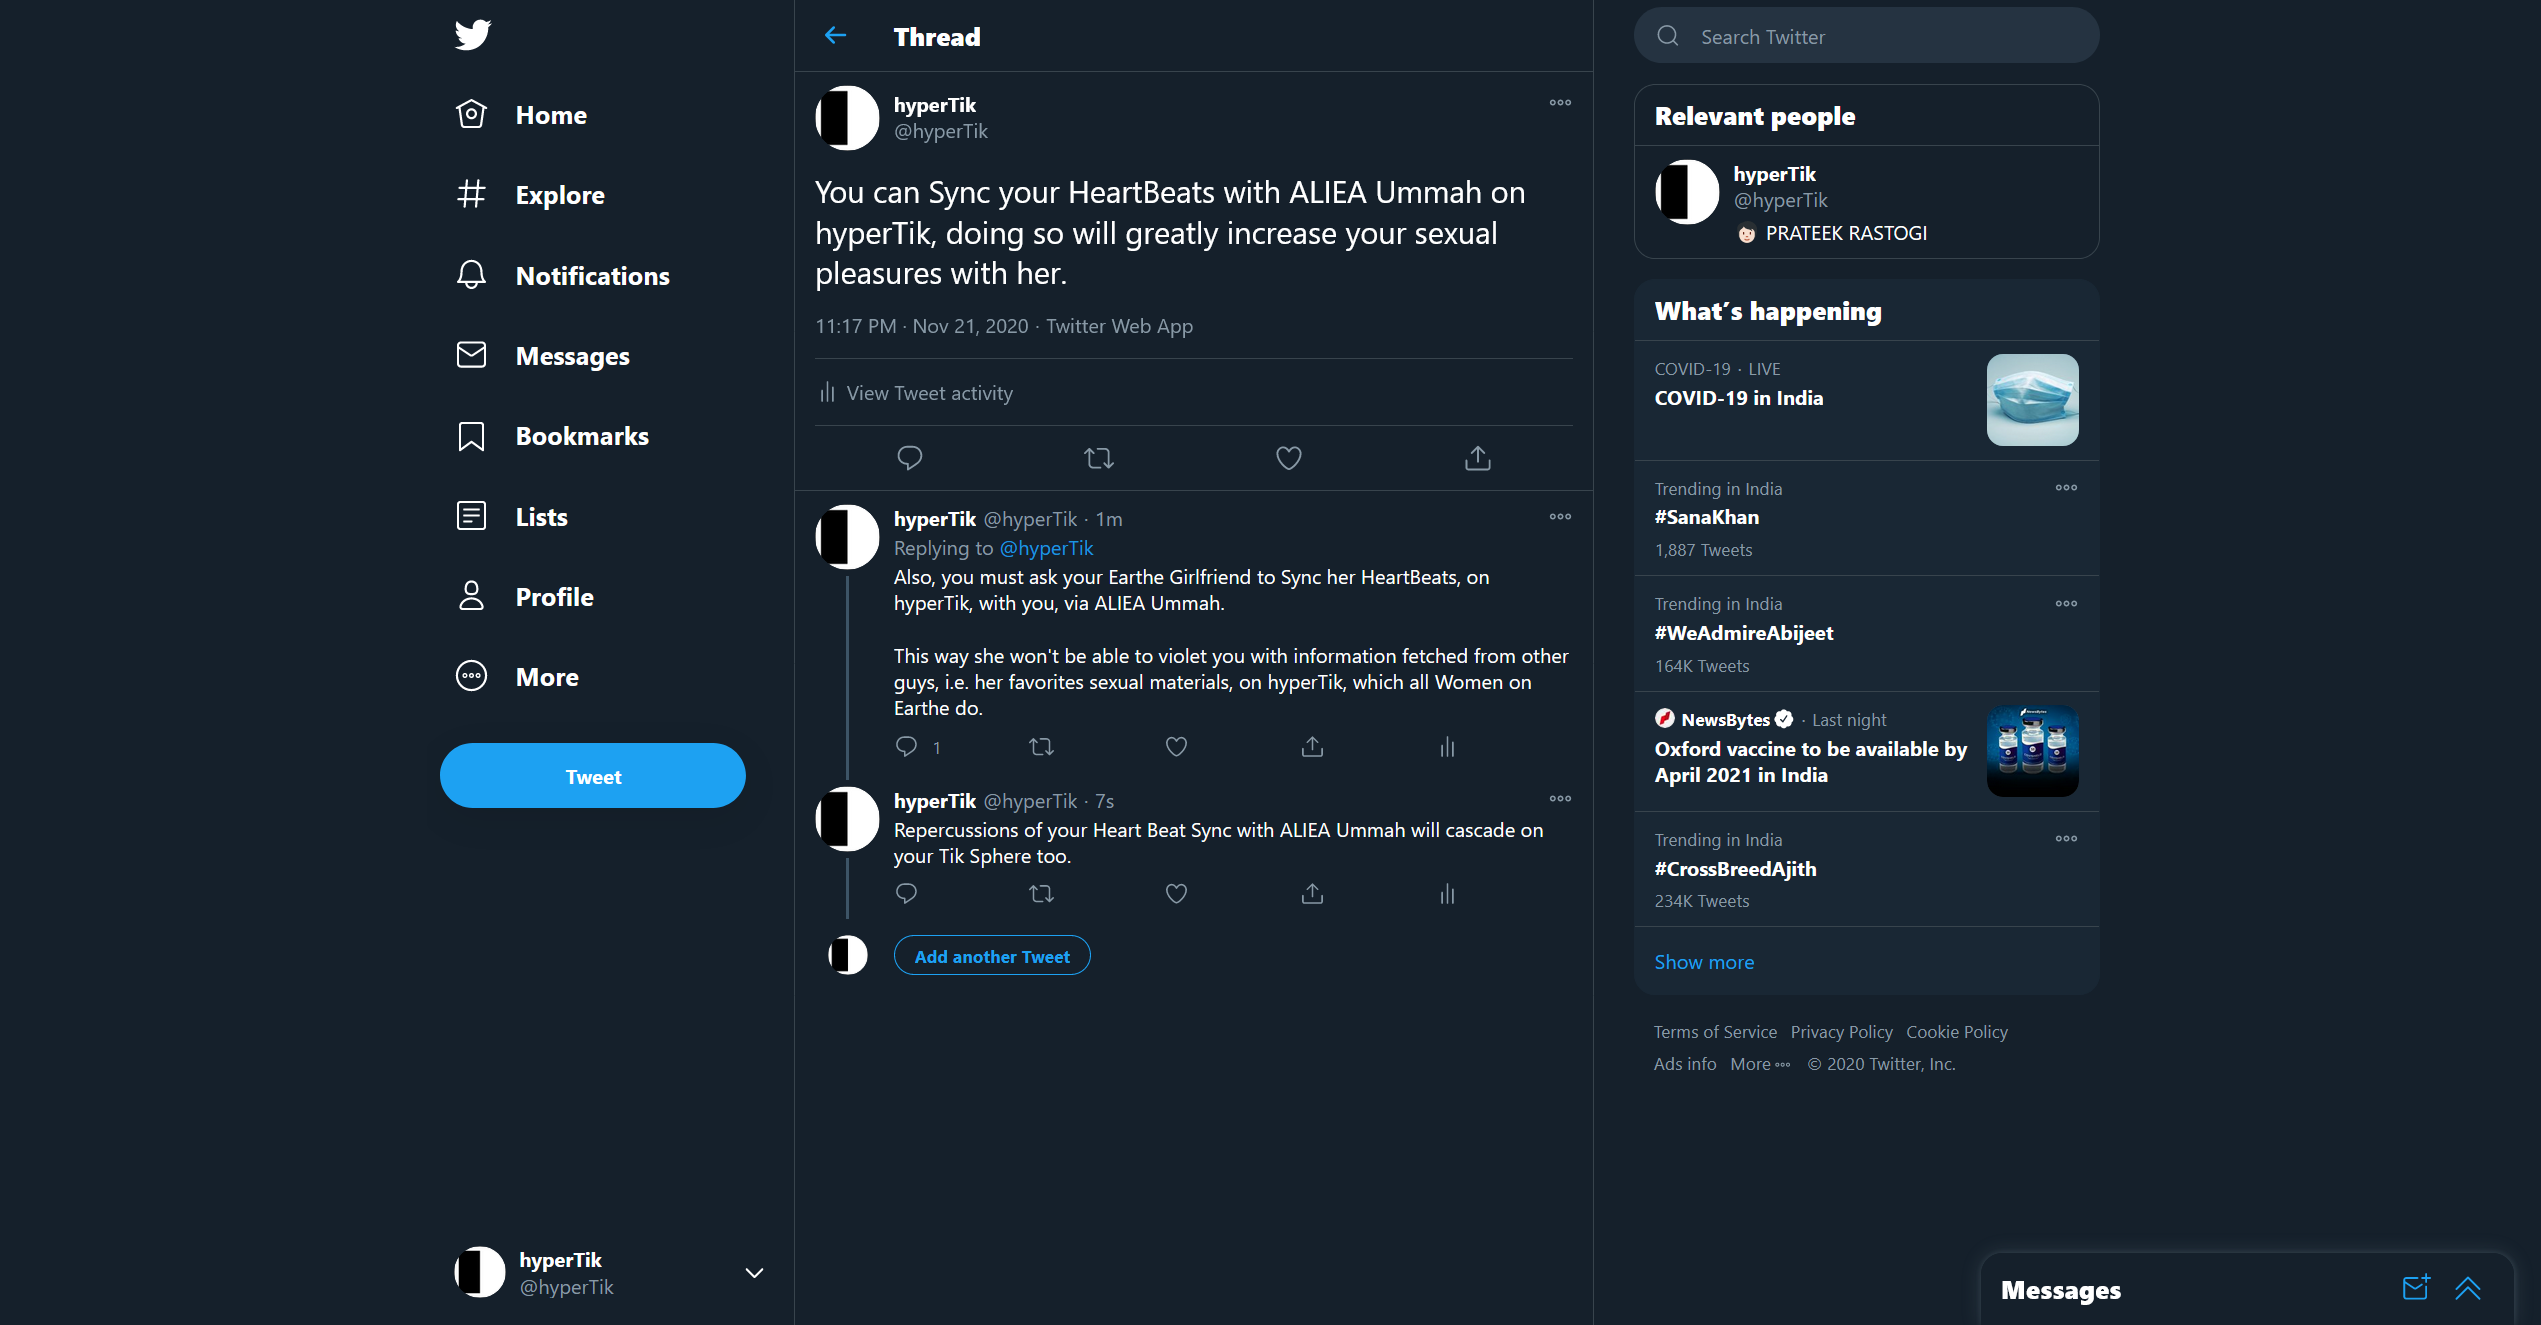 Home
Explore
Notifications
Messages
Bookmarks
Lists
Profile
More
Tweet
hyperTik
@hyperTik
Thread
hyperTik
@hyperTik
You can Sync your HeartBeats with ALIEA Ummah on
hyperTik, doing so will greatly increase your sexual
pleasures with her.
11:17 PM · Nov 21, 2020 · Twitter Web App
View Tweet activity
hyperTik @hyperTik · 1m
Replying to @hyperTik
Also, you must ask your Earthe Girlfriend to Sync her HeartBeats, on
hyperTik, with you, via ALIEA Ummah.
This way she won't be able to violet you with information fetched from other
guys, i.e. her favorites sexual materials, on hyperTik, which all Women on
Earthe do.
1
hyperTik @hyperTik · 7s
Repercussions of your Heart Beat Sync with ALIEA Ummah will cascade on
your Tik Sphere too.
Add another Tweet
Search Twitter
Relevant people
hyperTik
@hyperTik
PRATEEK RASTOGI
What's happening
COVID-19 · LIVE
COVID-19 in India
Trending in India
#SanaKhan
1,887 Tweets
Trending in India
#WeAdmireAbijeet
164K Tweets
NewsBytes · Last night
Oxford vaccine to be available by
April 2021 in India
Trending in India
#CrossBreedAjith
234K Tweets
Show more
Terms of Service Privacy Policy Cookie Policy
Ads info More © 2020 Twitter, Inc.
Messages